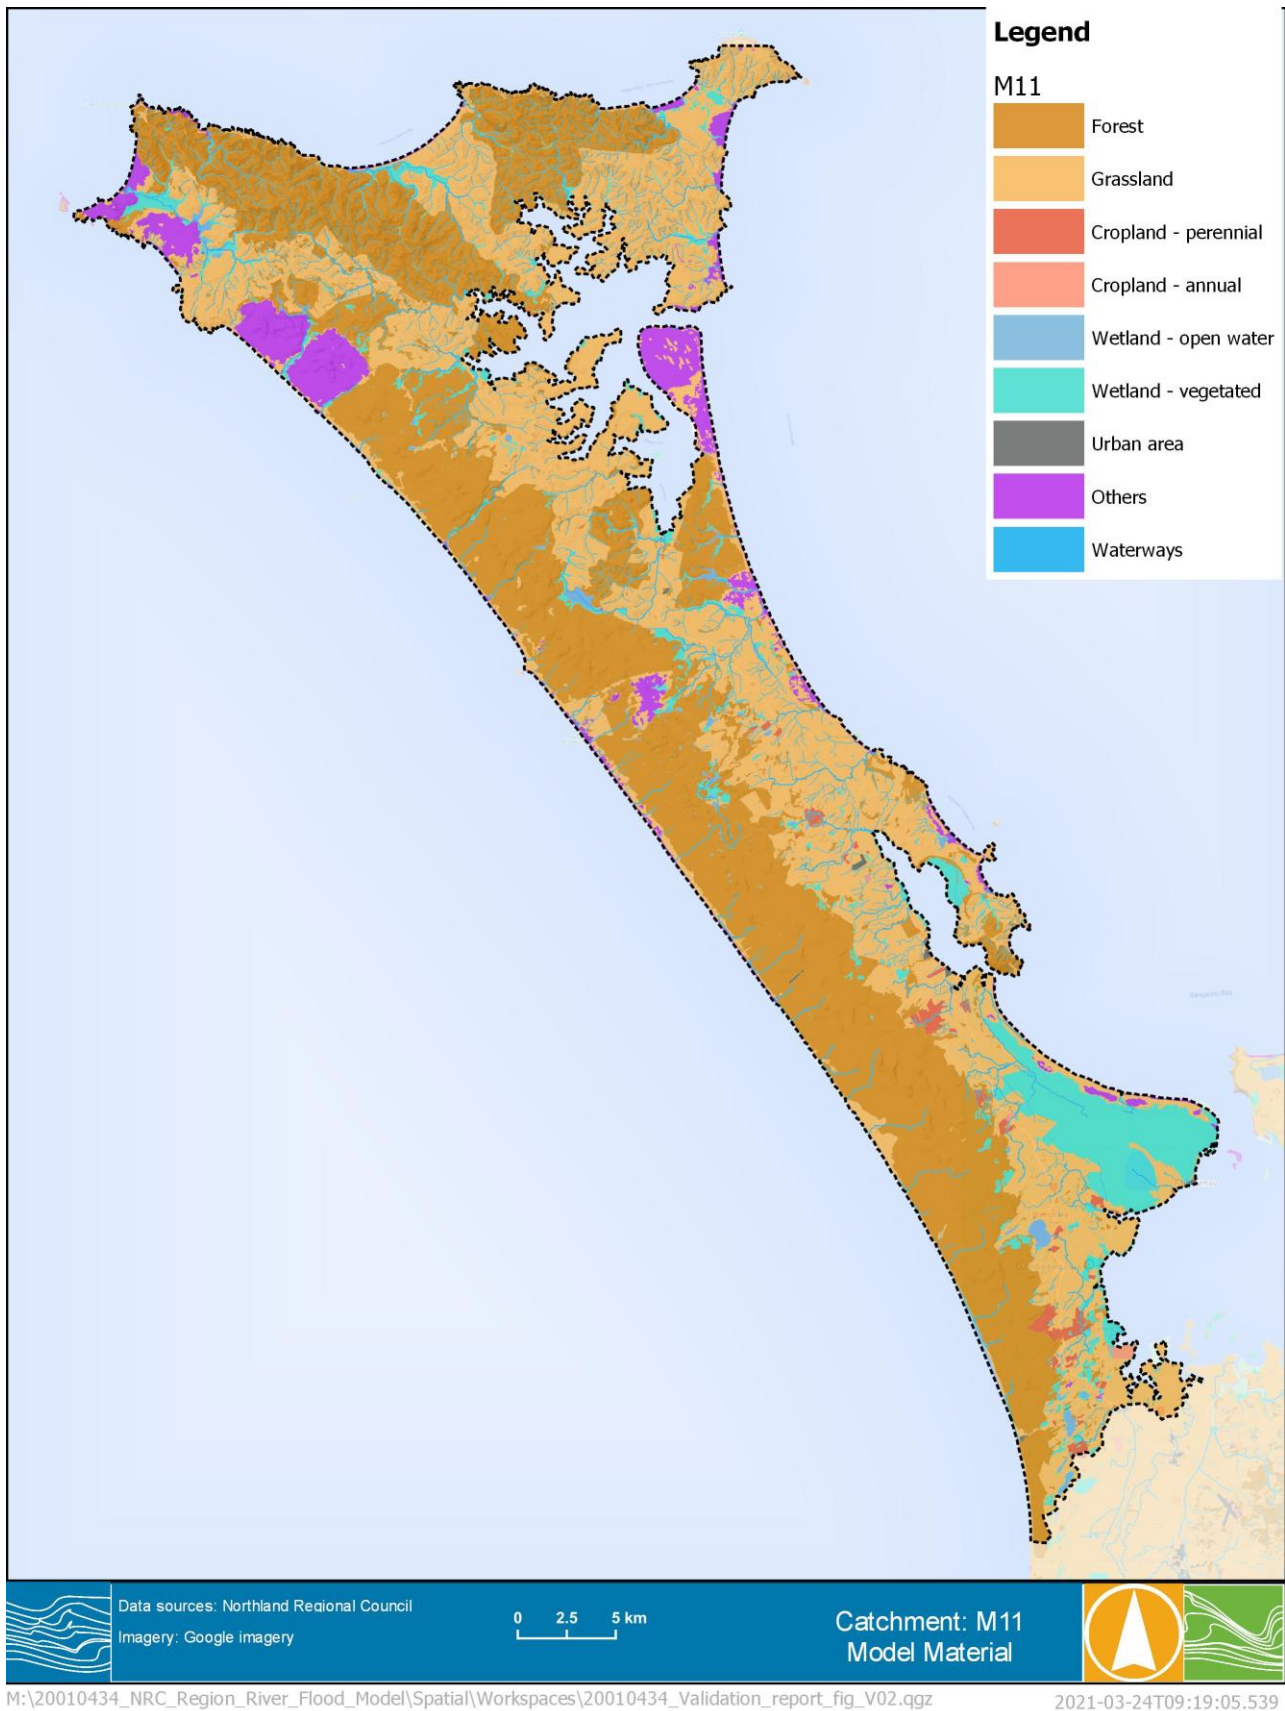 Legend
M11
Forest
Grassland
Cropland - perennial
Cropland - annual
Wetland - open water
Wetland - vegetated
Urban area
Others
Waterways
Data sources: Northland Regional Council
Imagery: Google imagery
0 2.5 5 km
Catchment: M11
Model Material
M:\20010434_NRC_Region_River_Flood_Model\Spatial\Workspaces\20010434_Validation_report_fig_V02.qgz
2021-03-24T09:19:05.539